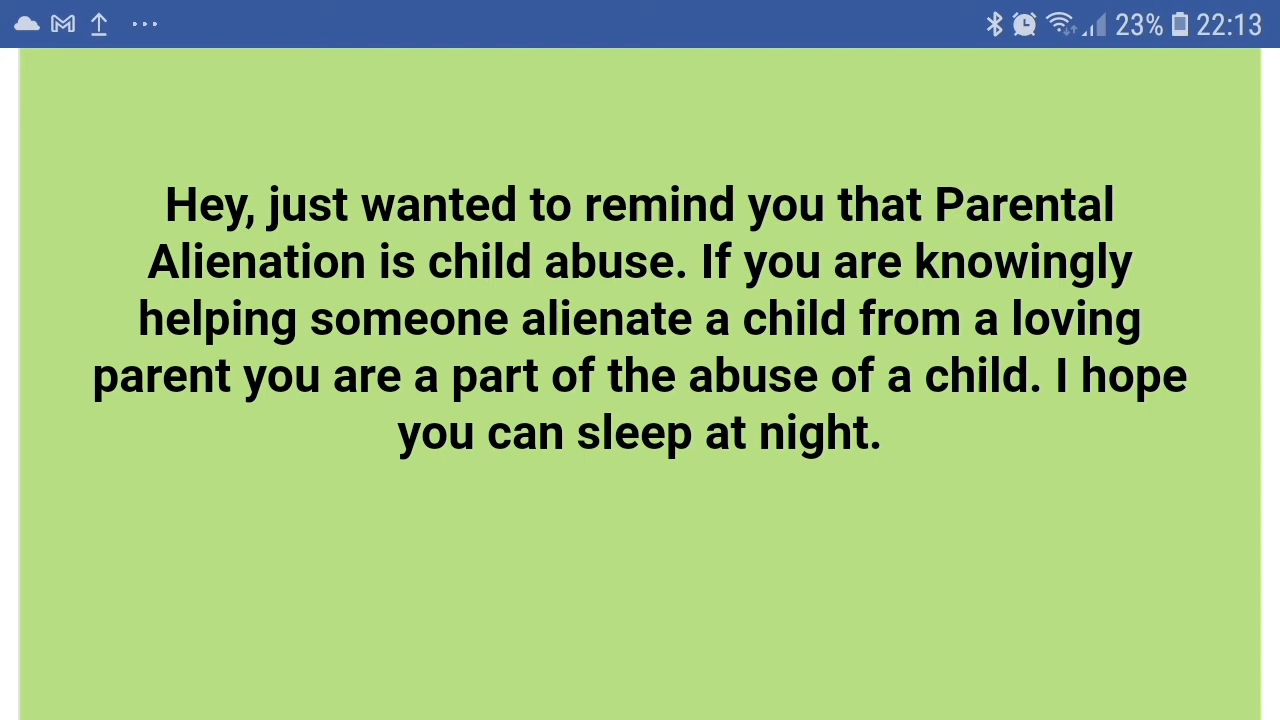 23% 22:13
Hey, just wanted to remind you that Parental
Alienation is child abuse. If you are knowingly
helping someone alienate a child from a loving
parent you are a part of the abuse of a child. I hope
you can sleep at night.